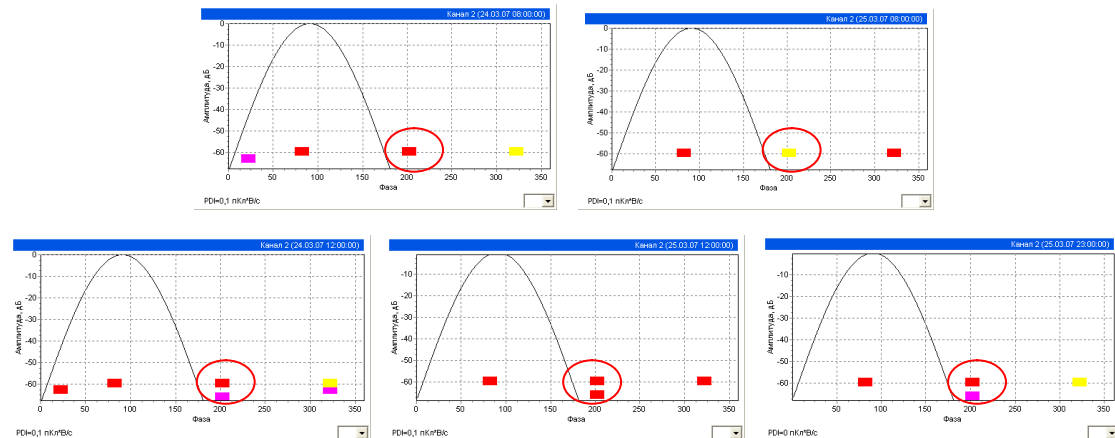 Канал 2 (24.03.07 08:00:00)
Амплитуда, дБ
0
-10
-20
-30
-40
-50
-60
0 50 100 150 200 250 300 350
Фаза
PDI=0,1 пКл*В/с
Канал 2 (25.03.07 08:00:00)
Амплитуда, дБ
0
-10
-20
-30
-40
-50
-60
0 50 100 150 200 250 300 350
Фаза
PDI=0,1 пКл*В/с
Канал 2 (24.03.07 12:00:00)
Амплитуда, дБ
0
-10
-20
-30
-40
-50
-60
0 50 100 150 200 250 300 350
Фаза
PDI=0,1 пКл*В/с
Канал 2 (25.03.07 12:00:00)
Амплитуда, дБ
-10
-20
-30
-40
-50
-60
0 50 100 150 200 250 300 350
Фаза
PDI=0,1 пКл*В/с
Канал 2 (25.03.07 23:00:00)
Амплитуда, дБ
-10
-20
-30
-40
-50
-60
50 100 150 200 250 300 350
Фаза
PDI=0 пКл*В/с